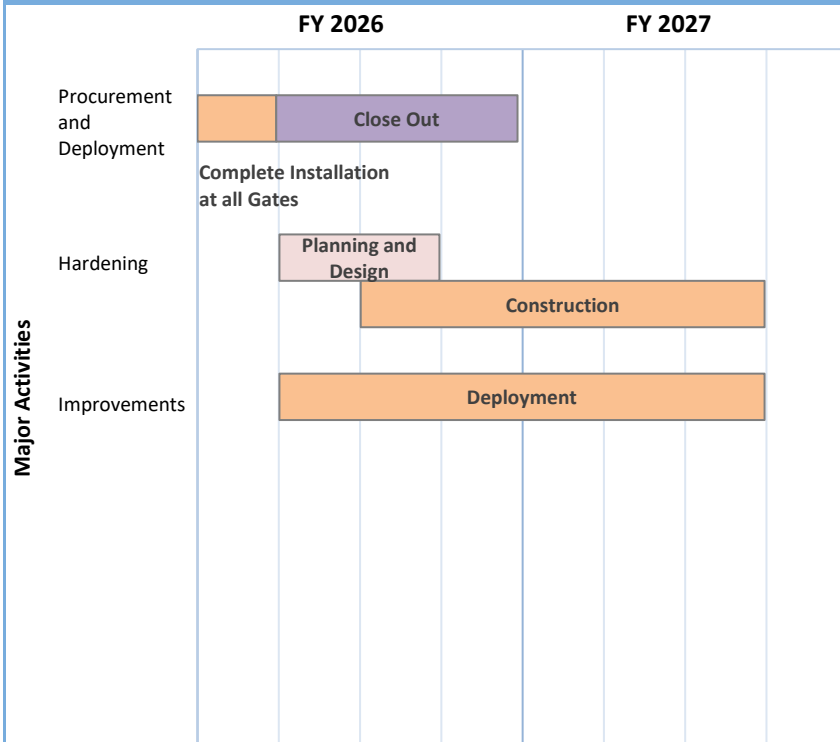 FY 2026
FY 2027
Major Activities
Procurement
and
Deployment
Close Out
Complete Installation
at all Gates
Hardening
Planning and
Design
Construction
Improvements
Deployment